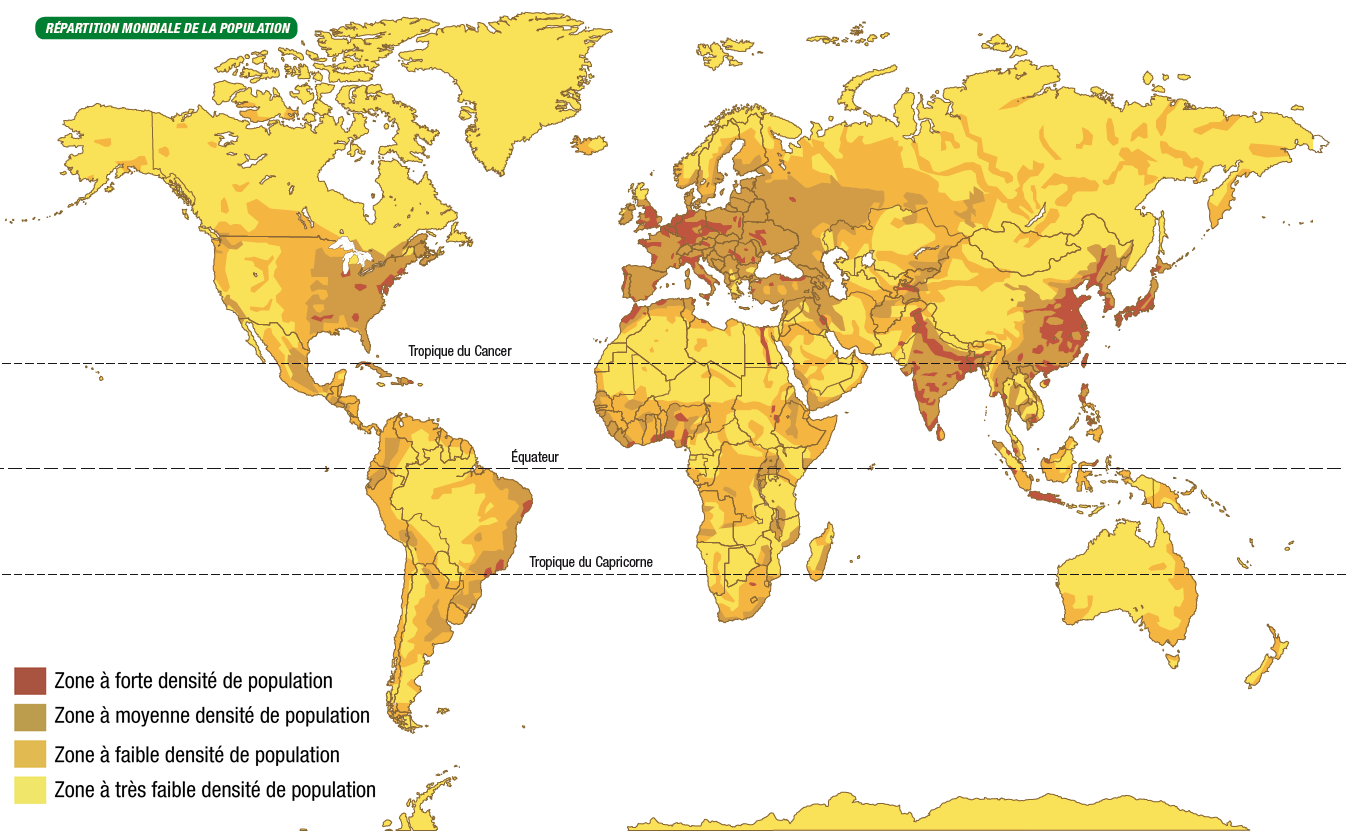 RÉPARTITION MONDIALE DE LA POPULATION
Tropique du Cancer
Équateur
Tropique du Capricorne
Zone à forte densité de population
Zone à moyenne densité de population
Zone à faible densité de population
Zone à très faible densité de population